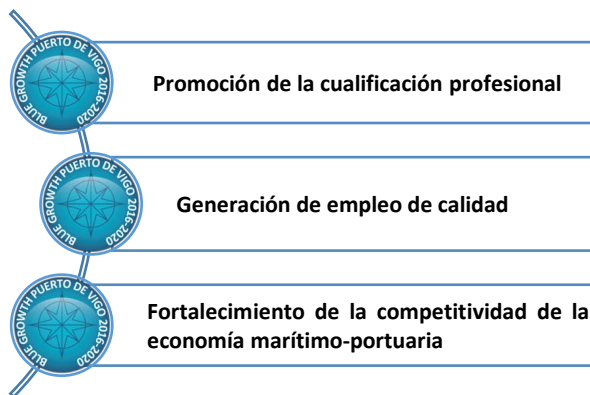 BLUE GROWTH PUERTO DE VIGO 2016-2020
Promoción de la cualificación profesional
BLUE GROWTH PUERTO DE VIGO 2016-2020
Generación de empleo de calidad
BLUE GROWTH PUERTO DE VIGO 2016-2020
Fortalecimiento de la competitividad de la
economía marítimo-portuaria